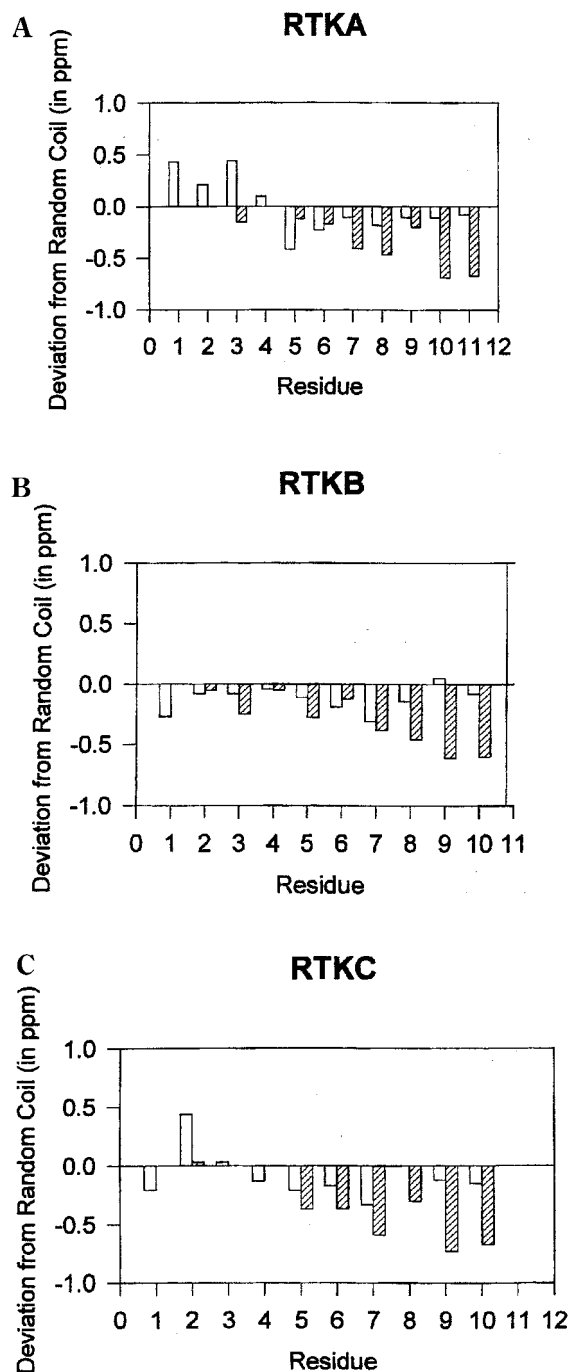 A
RTKA
Deviation from Random Coil (in ppm)
1.0
0.5
0.0
-0.5
-1.0
0 1 2 3 4 5 6 7 8 9 10 11 12
Residue
B
RTKB
Deviation from Random Coil (in ppm)
1.0
0.5
0.0
-0.5
-1.0
0 1 2 3 4 5 6 7 8 9 10 11
Residue
C
RTKC
Deviation from Random Coil (in ppm)
1.0
0.5
0.0
-0.5
-1.0
0 1 2 3 4 5 6 7 8 9 10 11 12
Residue